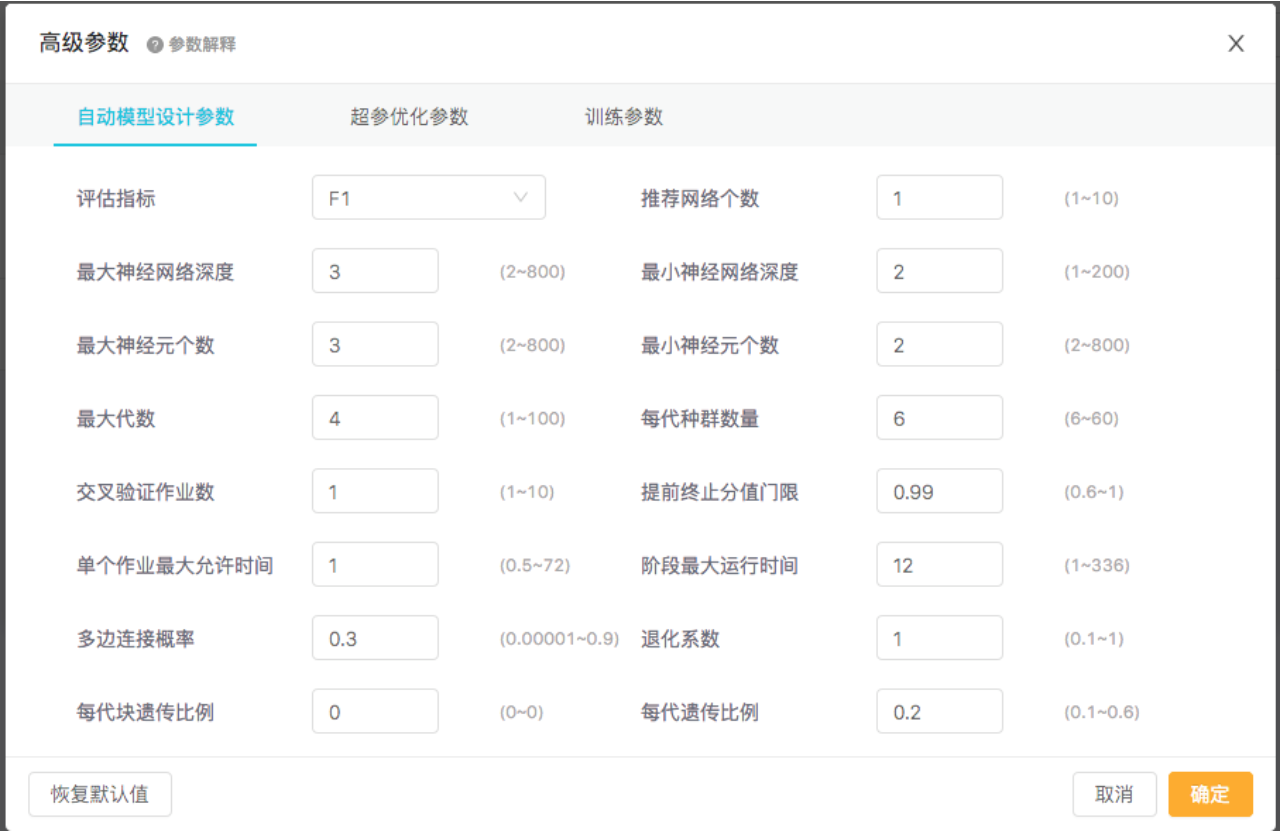 高级参数 ? 参数解释
自动模型设计参数 超参优化参数 训练参数
评估指标 F1 推荐网络个数 1 (1~10)
最大神经网络深度 3 (2~800) 最小神经网络深度 2 (1~200)
最大神经元个数 3 (2~800) 最小神经元个数 2 (2~800)
最大代数 4 (1~100) 每代种群数量 6 (6~60)
交叉验证作业数 1 (1~10) 提前终止分值门限 0.99 (0.6~1)
单个作业最大允许时间 1 (0.5~72) 阶段最大运行时间 12 (1~336)
多边连接概率 0.3 (0.00001~0.9) 退化系数 1 (0.1~1)
每代块遗传比例 0 (0~0) 每代遗传比例 0.2 (0.1~0.6)
恢复默认值 取消 确定